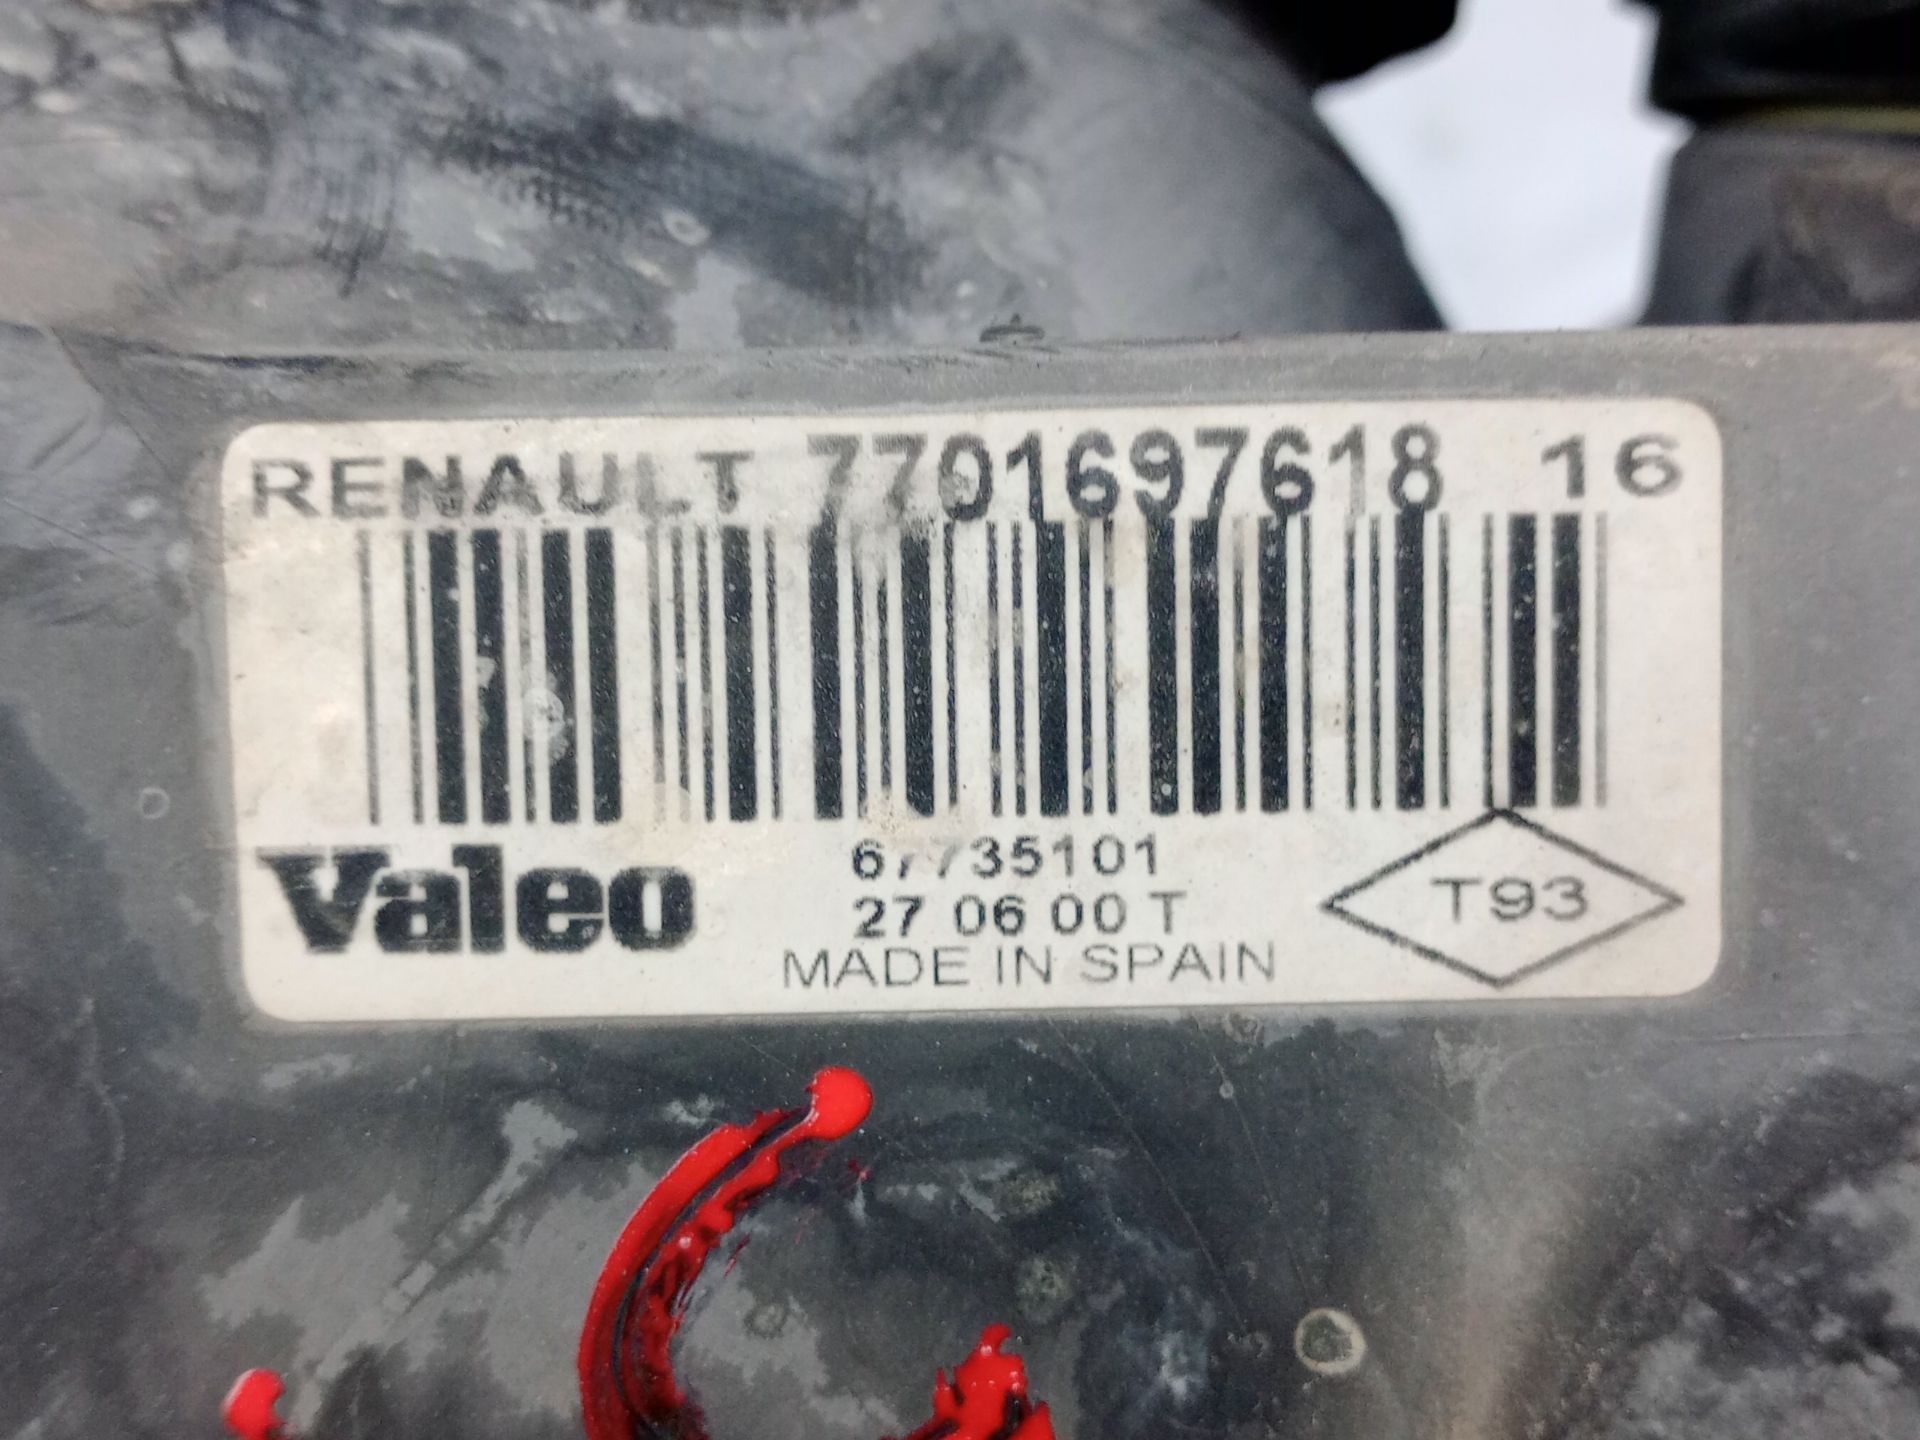 RENAULT 7701697618 16
Valeo
67735101
27 06 00 T
MADE IN SPAIN
T93